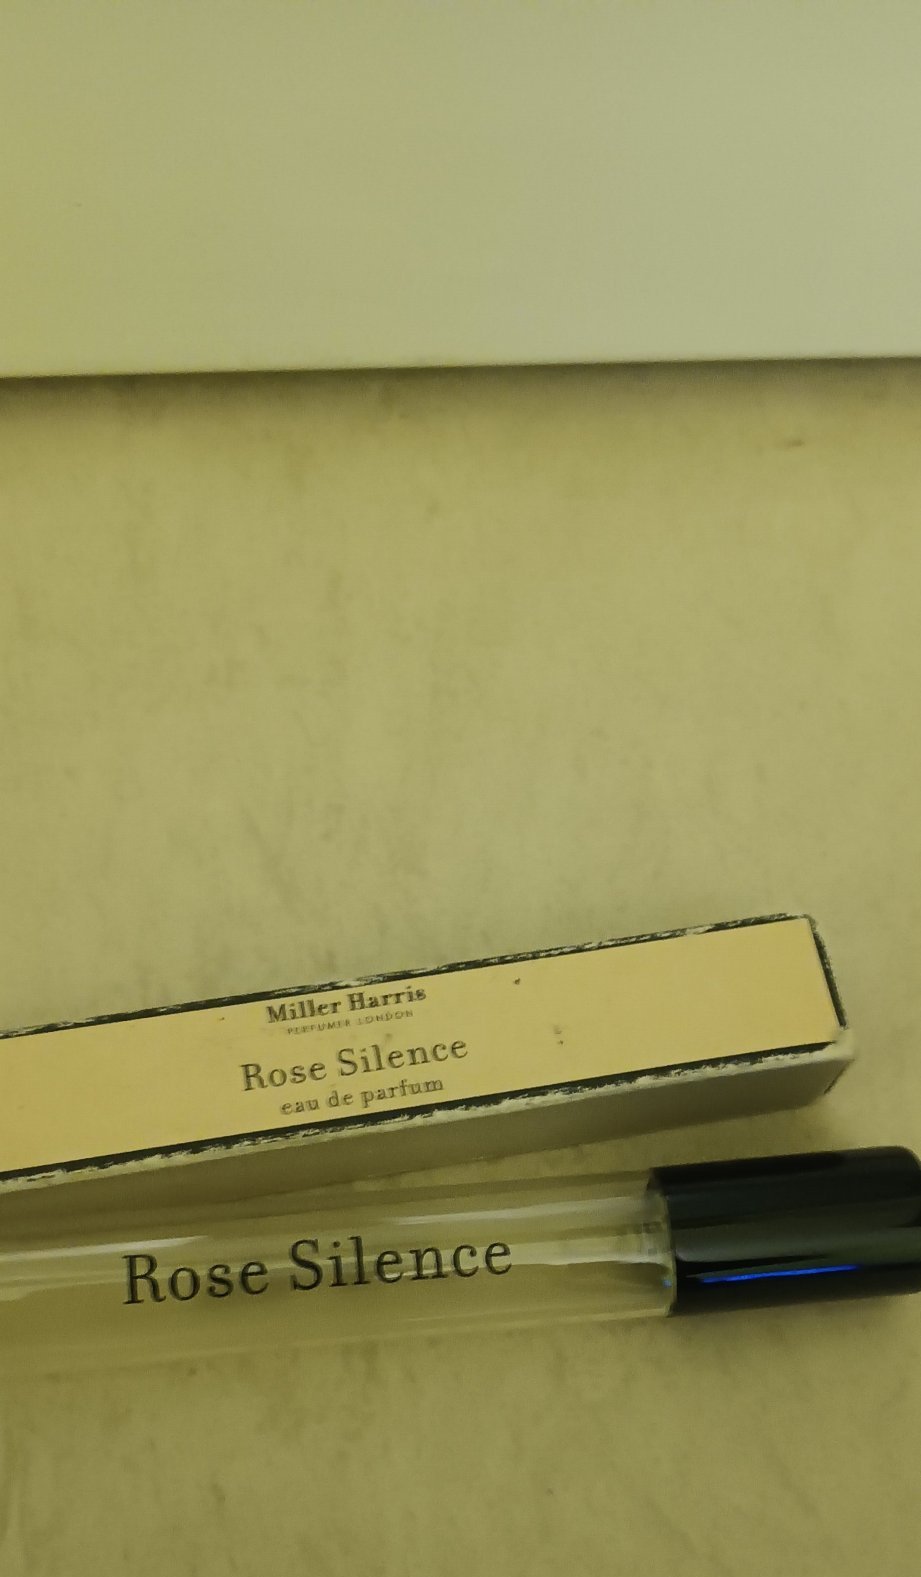 Miller Harris
PERFUMER LONDON
Rose Silence
eau de parfum
Rose Silence